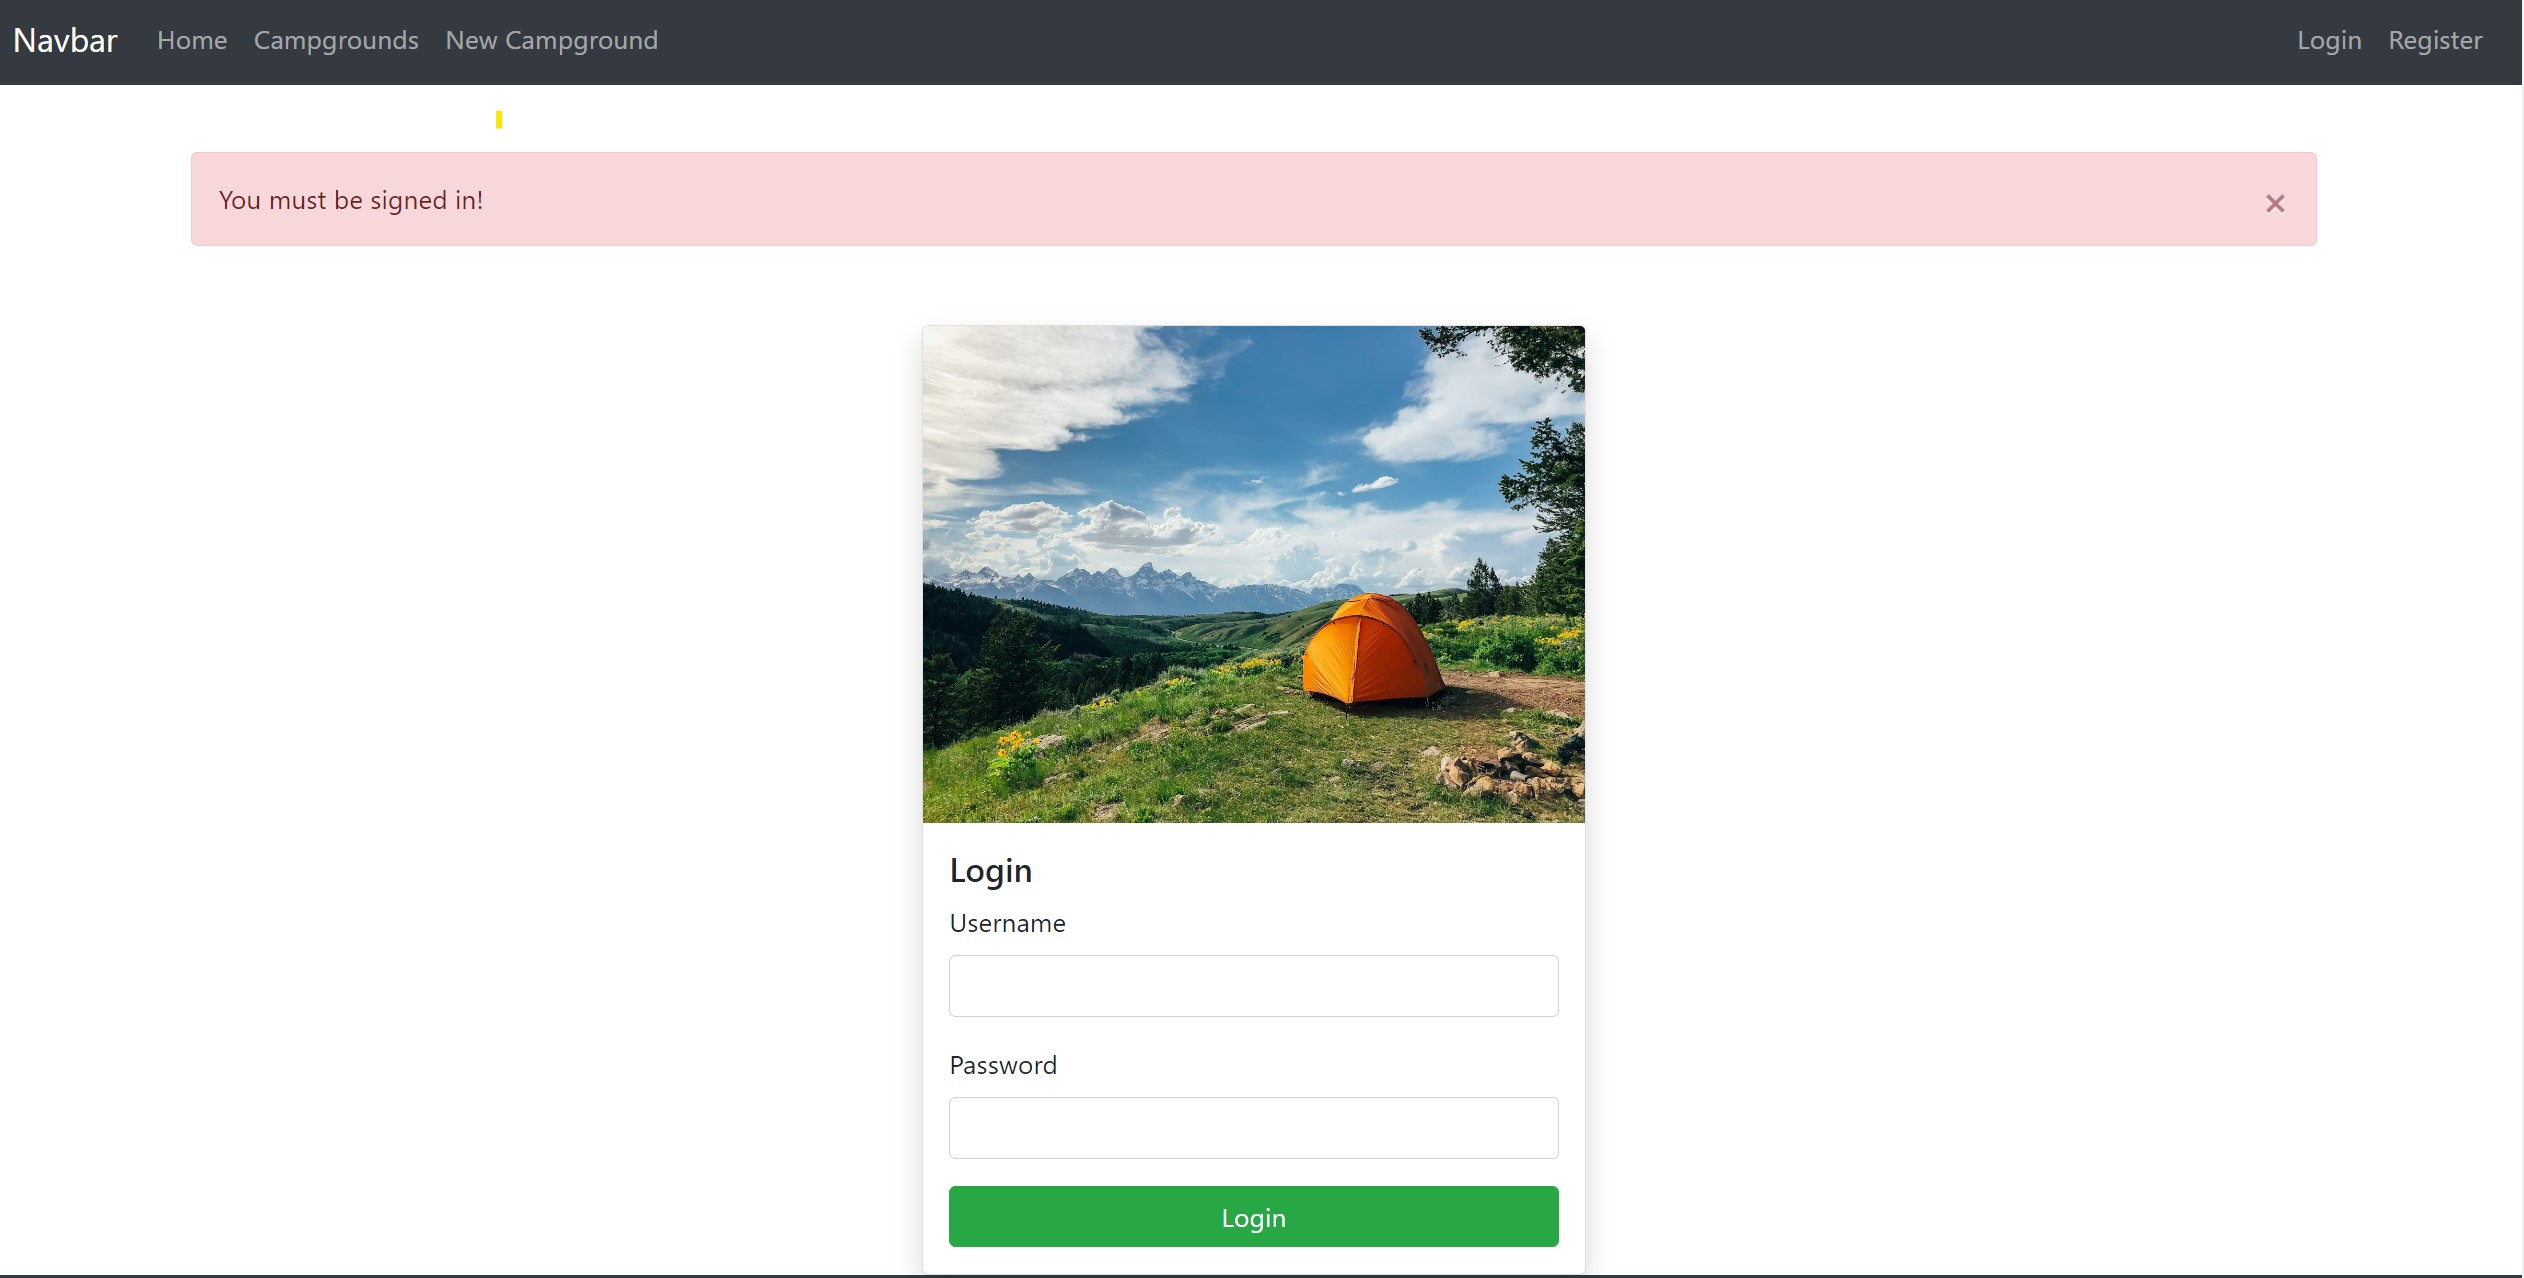 Navbar Home Campgrounds New Campground Login Register
You must be signed in! ×
Login
Username
Password
Login